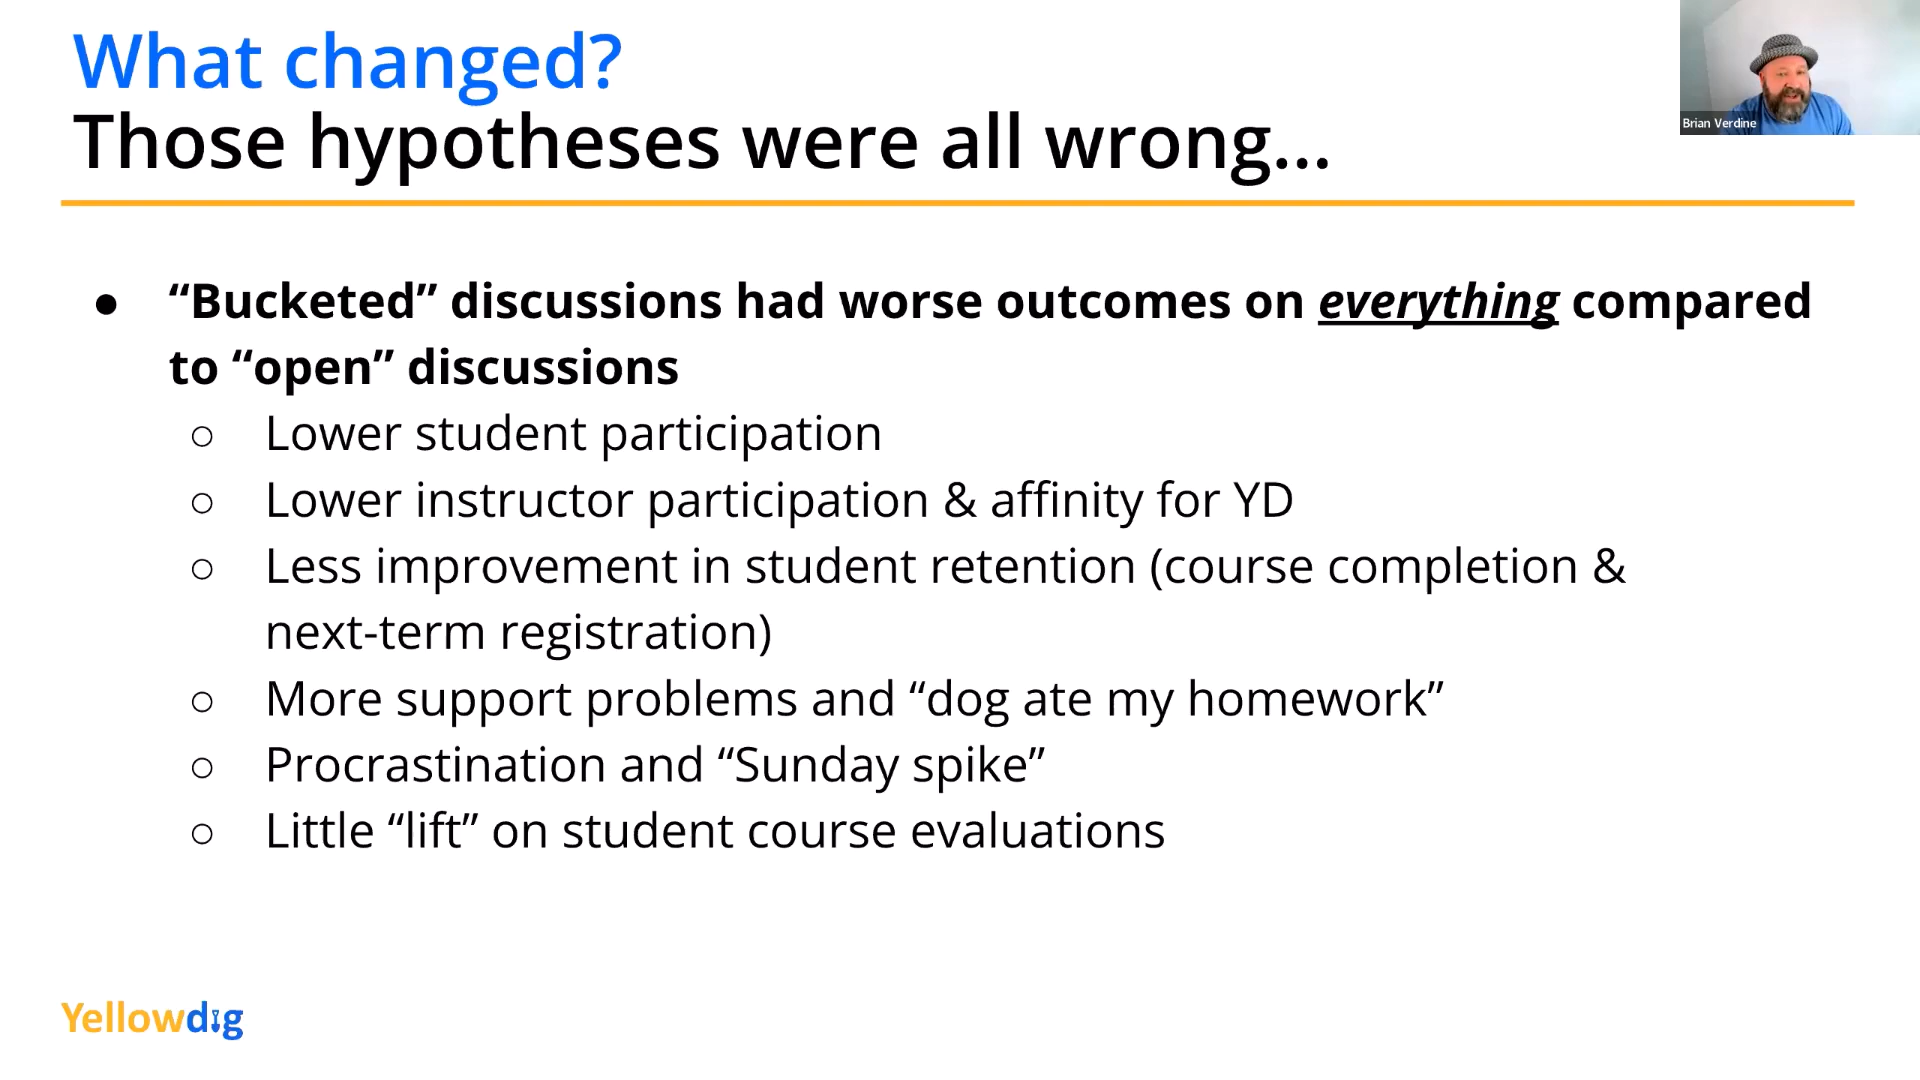 What changed?
Those hypotheses were all wrong...
Brian Verdine
● “Bucketed” discussions had worse outcomes on everything compared
to “open” discussions
○ Lower student participation
○ Lower instructor participation & affinity for YD
○ Less improvement in student retention (course completion &
next-term registration)
○ More support problems and “dog ate my homework”
○ Procrastination and “Sunday spike”
○ Little “lift” on student course evaluations
Yellowdig